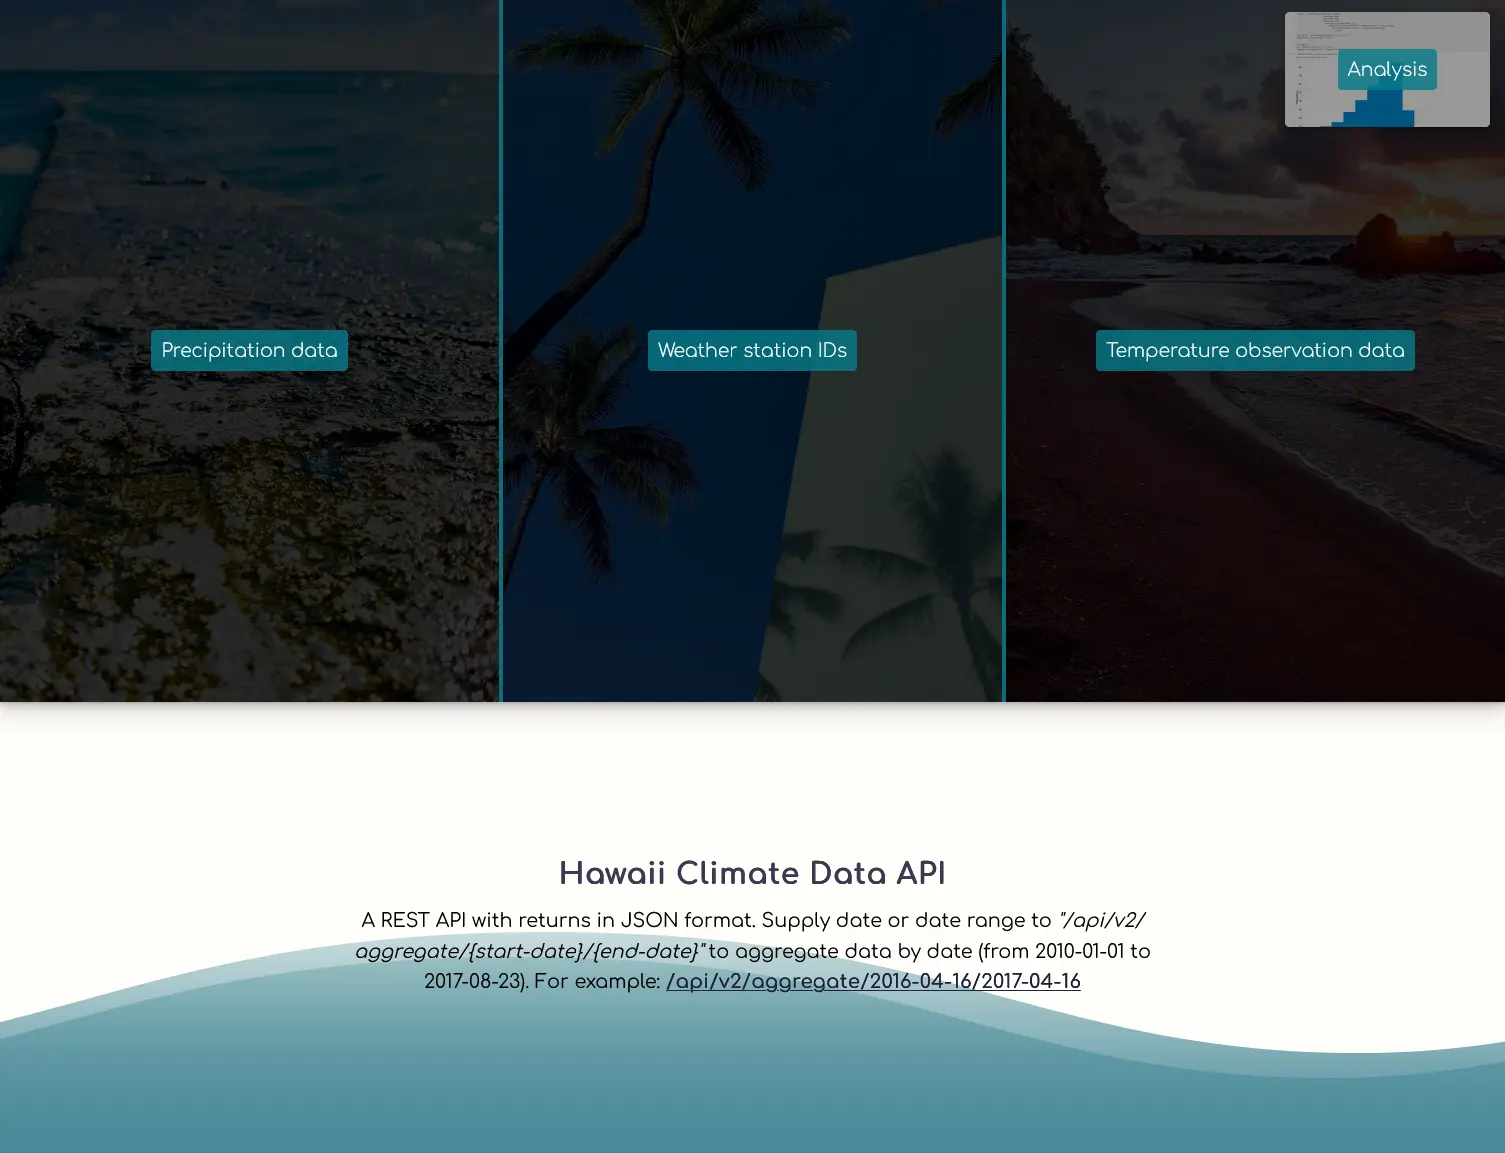 Analysis
Precipitation data
Weather station IDs
Temperature observation data
Hawaii Climate Data API
A REST API with returns in JSON format. Supply date or date range to "/api/v2/
aggregate/{start-date}/{end-date}" to aggregate data by date (from 2010-01-01 to
2017-08-23). For example: /api/v2/aggregate/2016-04-16/2017-04-16